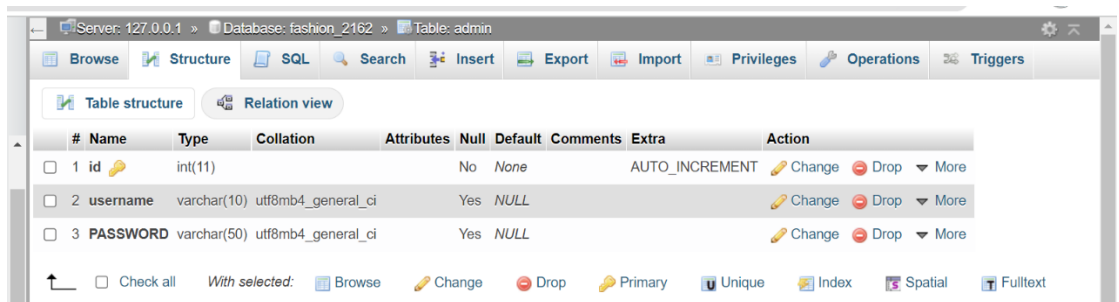 Server: 127.0.0.1 » Database: fashion_2162 » Table: admin
Browse Structure SQL Search Insert Export Import Privileges Operations Triggers
Table structure Relation view
# Name Type Collation Attributes Null Default Comments Extra Action
1 id int(11) No None AUTO_INCREMENT Change Drop More
2 username varchar(10) utf8mb4_general_ci Yes NULL Change Drop More
3 PASSWORD varchar(50) utf8mb4_general_ci Yes NULL Change Drop More
Check all With selected: Browse Change Drop Primary Unique Index Spatial Fulltext